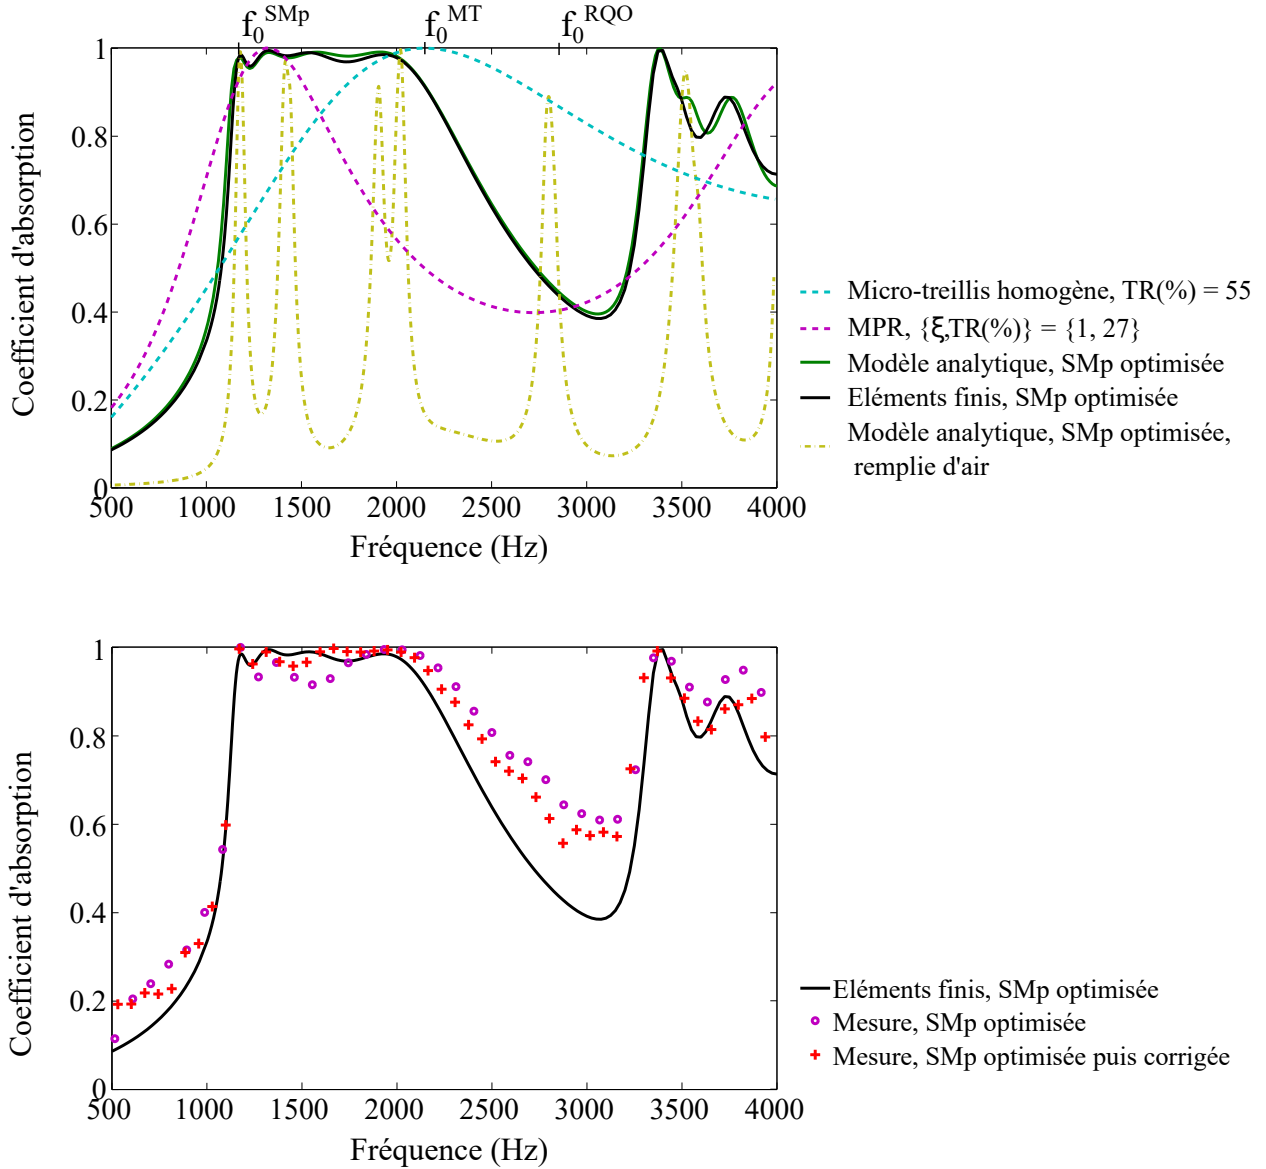 f0SMp f0MT f0RQO
1
0.8
0.6
0.4
0.2
0
Coefficient d'absorption
500 1000 1500 2000 2500 3000 3500 4000
Fréquence (Hz)
Micro-treillis homogène, TR(%) = 55
MPR, {ξ,TR(%)} = {1, 27}
Modèle analytique, SMp optimisée
Eléments finis, SMp optimisée
Modèle analytique, SMp optimisée,
remplie d'air
1
0.8
0.6
0.4
0.2
0
Coefficient d'absorption
500 1000 1500 2000 2500 3000 3500 4000
Fréquence (Hz)
Eléments finis, SMp optimisée
Mesure, SMp optimisée
Mesure, SMp optimisée puis corrigée